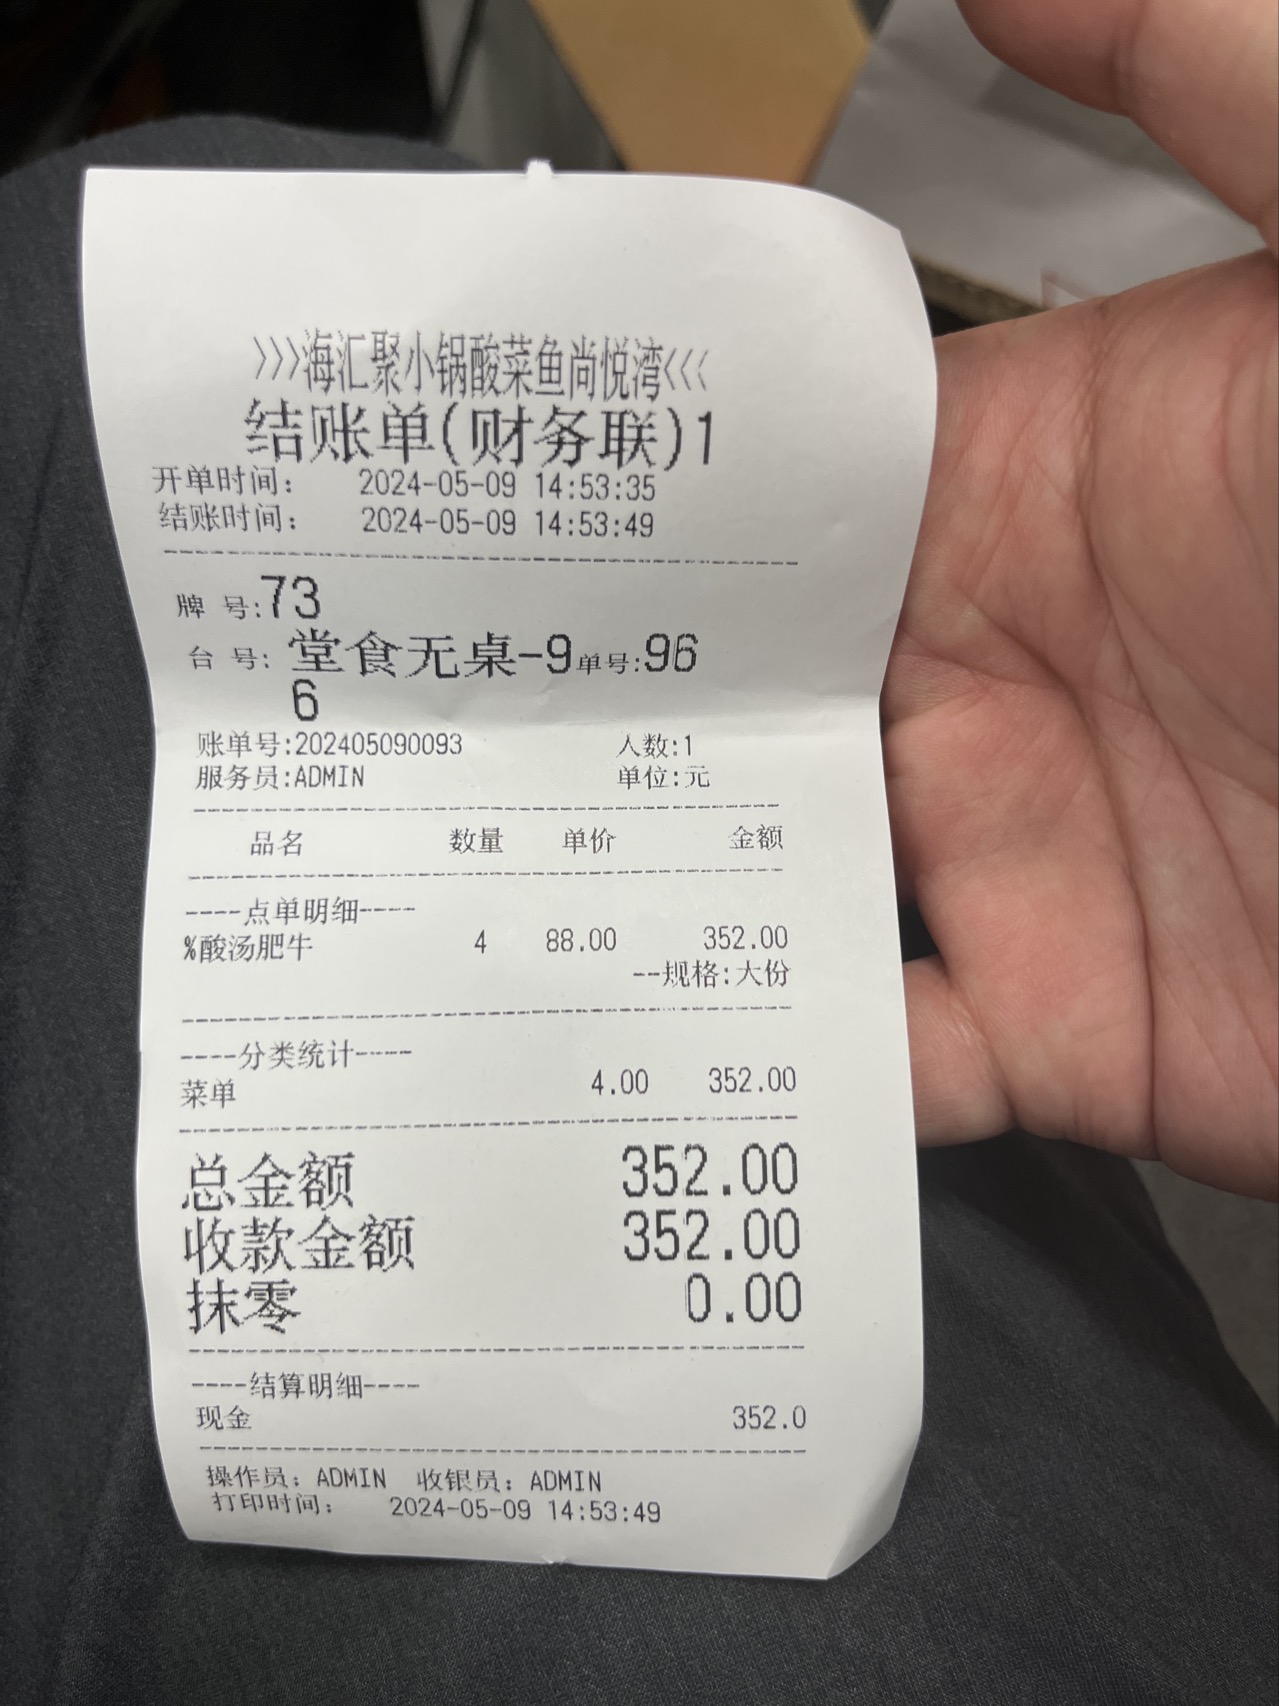 >>>海汇聚小锅酸菜鱼尚悦湾<<<
结账单(财务联)1
开单时间: 2024-05-09 14:53:35
结账时间: 2024-05-09 14:53:49
牌 号:73
台 号: 堂食无桌-9单号:96
6
账单号:202405090093 人数:1
服务员:ADMIN 单位:元
品名 数量 单价 金额
----点单明细----
%酸汤肥牛 4 88.00 352.00
--规格:大份
----分类统计----
菜单 4.00 352.00
总金额 352.00
收款金额 352.00
抹零 0.00
----结算明细----
现金 352.0
操作员: ADMIN 收银员: ADMIN
打印时间: 2024-05-09 14:53:49